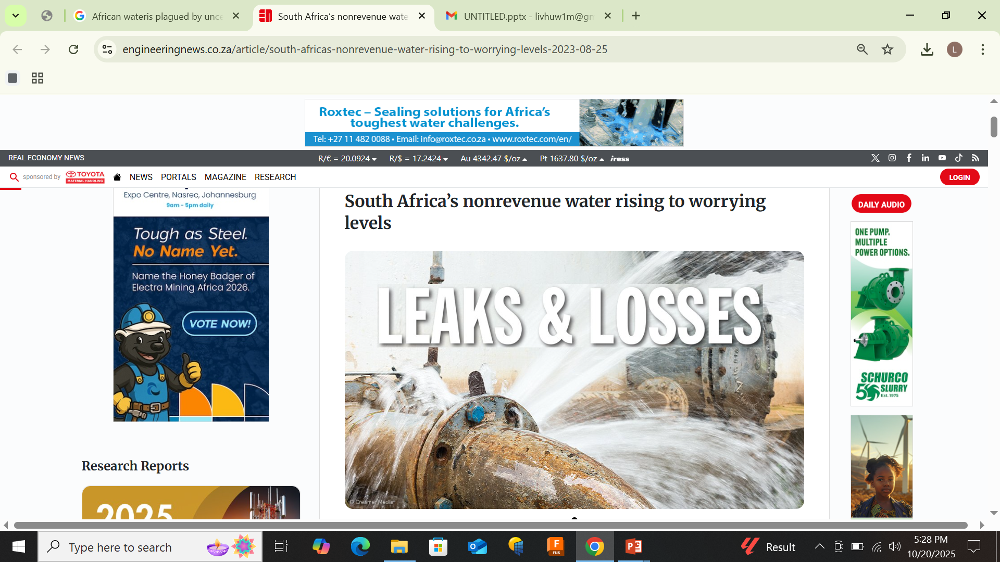 African wateris plagued by unce
South Africa's nonrevenue wate
UNTITLED.pptx - livhuw1m@gm
engineeringnews.co.za/article/south-africas-nonrevenue-water-rising-to-worrying-levels-2023-08-25
L
Roxtec – Sealing solutions for Africa's
toughest water challenges.
Tel: +27 11 482 0088 • Email: info@roxtec.co.za • www.roxtec.com/en/
REAL ECONOMY NEWS
R/€ = 20.0924
R/$ = 17.2424
Au 4342.47 $/oz
Pt 1637.80 $/oz
iress
sponsored by
TOYOTA
MATERIAL HANDLING
NEWS
PORTALS
MAGAZINE
RESEARCH
LOGIN
Expo Centre, Nasrec, Johannesburg
9am - 5pm daily
Tough as Steel.
No Name Yet.
Name the Honey Badger of
Electra Mining Africa 2026.
VOTE NOW!
Research Reports
2025
South Africa's nonrevenue water rising to worrying
levels
LEAKS & LOSSES
© Creamer Media
DAILY AUDIO
ONE PUMP.
MULTIPLE
POWER OPTIONS.
SCHURCO
SLURRY
50
Est. 1975
Type here to search
F
FUS
Result
5:28 PM
10/20/2025